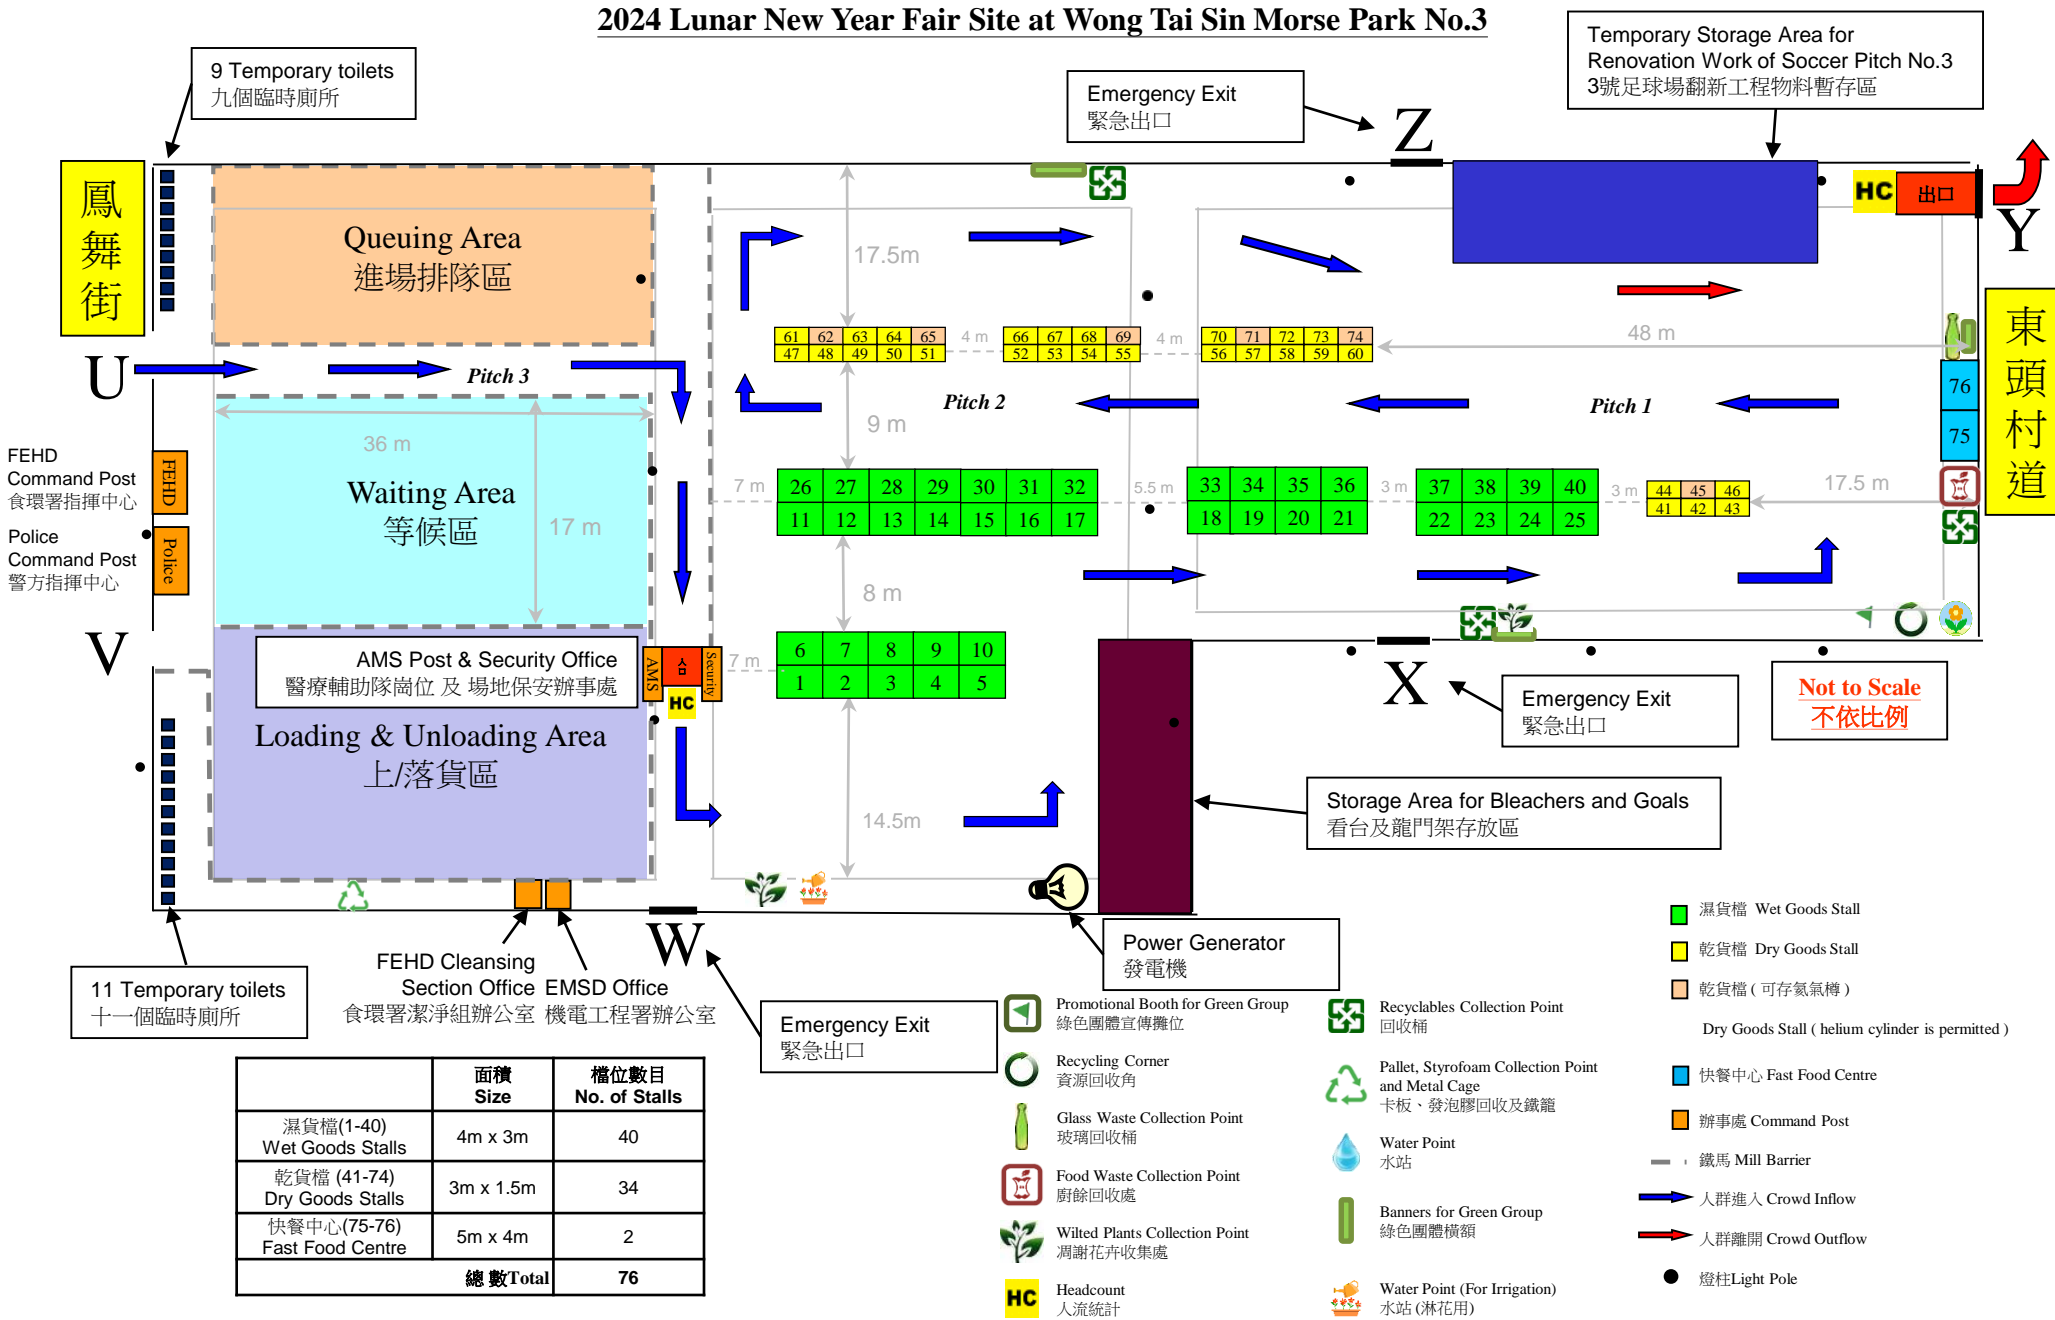 2024 Lunar New Year Fair Site at Wong Tai Sin Morse Park No.3
9 Temporary toilets
九個臨時廁所
Emergency Exit
緊急出口
Z
Temporary Storage Area for
Renovation Work of Soccer Pitch No.3
3號足球場翻新工程物料暫存區
鳳舞街
Queuing Area
進場排隊區
17.5m
HC
出口
Y
61 62 63 64 65
47 48 49 50 51
4 m
66 67 68 69
52 53 54 55
4 m
70 71 72 73 74
56 57 58 59 60
48 m
東頭村道
U
Pitch 3
Pitch 2
Pitch 1
76
75
36 m
9 m
FEHD
Command Post
食環署指揮中心
FEHD
Waiting Area
等候區
17 m
7 m
26 27 28 29 30 31 32
11 12 13 14 15 16 17
5.5 m
33 34 35 36
18 19 20 21
3 m
37 38 39 40
22 23 24 25
3 m
44 45 46
41 42 43
17.5 m
Police
Command Post
警方指揮中心
Police
8 m
V
AMS Post & Security Office
醫療輔助隊崗位 及 場地保安辦事處
AMS
入口
Security
HC
7 m
6 7 8 9 10
1 2 3 4 5
X
Emergency Exit
緊急出口
Not to Scale
不依比例
Loading & Unloading Area
上/落貨區
14.5m
Storage Area for Bleachers and Goals
看台及龍門架存放區
W
11 Temporary toilets
十一個臨時廁所
FEHD Cleansing
Section Office
食環署潔淨組辦公室
EMSD Office
機電工程署辦公室
Emergency Exit
緊急出口
Power Generator
發電機
面積
Size
檔位數目
No. of Stalls
濕貨檔(1-40)
Wet Goods Stalls
4m x 3m
40
乾貨檔 (41-74)
Dry Goods Stalls
3m x 1.5m
34
快餐中心(75-76)
Fast Food Centre
5m x 4m
2
總 數Total
76
Promotional Booth for Green Group
綠色團體宣傳攤位
Recycling Corner
資源回收角
Glass Waste Collection Point
玻璃回收桶
Food Waste Collection Point
廚餘回收處
Wilted Plants Collection Point
凋謝花卉收集處
HC
Headcount
人流統計
Recyclables Collection Point
回收桶
Pallet, Styrofoam Collection Point
and Metal Cage
卡板、發泡膠回收及鐵籠
Water Point
水站
Banners for Green Group
綠色團體橫額
Water Point (For Irrigation)
水站 (淋花用)
濕貨檔 Wet Goods Stall
乾貨檔 Dry Goods Stall
乾貨檔 ( 可存氦氣樽 )
Dry Goods Stall ( helium cylinder is permitted )
快餐中心 Fast Food Centre
辦事處 Command Post
鐵馬 Mill Barrier
人群進入 Crowd Inflow
人群離開 Crowd Outflow
燈柱Light Pole